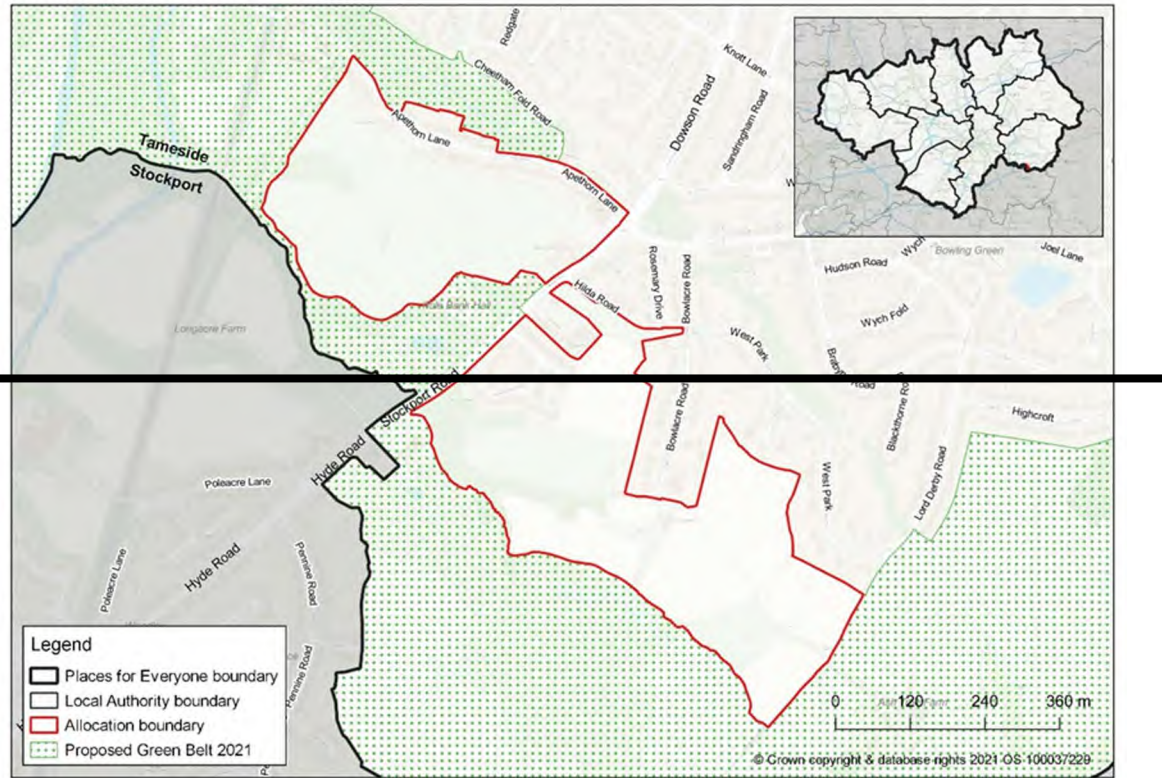 Redgate
Knott Lane
Cheetham Fold Road
Dowson Road
Sandringham Road
Apethorn Lane
Tameside
Stockport
Apethorn Lane
W
Wych
Bowling Green
Joel Lane
Hudson Road
Rosemary Drive
Bowlacre Road
Hilda Road
Longacre Farm
Wych Fold
West Park
Stockport Road
Bowlacre Road
Highcroft
Hyde Road
Poleacre Lane
West Park
Lord Derby Road
Hyde Road
Pennine Road
Poleacre Lane
Pennine Road
Legend
Places for Everyone boundary
Local Authority boundary
Allocation boundary
Proposed Green Belt 2021
0 120 240 360 m
© Crown copyright & database rights 2021 OS 100037229